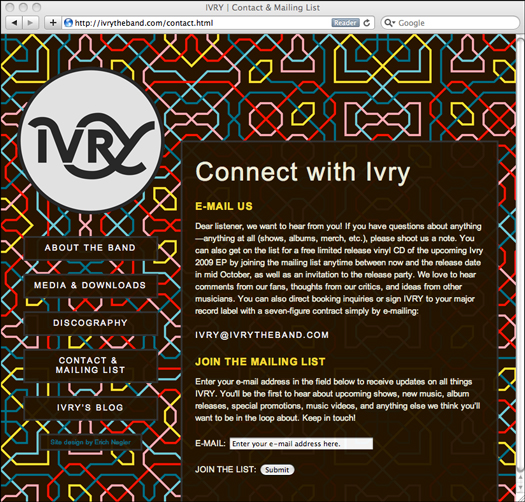 IVRY | Contact & Mailing List
http://ivrytheband.com/contact.html
Reader
Google
IVRY
ABOUT THE BAND
MEDIA & DOWNLOADS
DISCOGRAPHY
CONTACT &
MAILING LIST
IVRY'S BLOG
Site design by Erich Nagler
Connect with Ivry
E-MAIL US
Dear listener, we want to hear from you! If you have questions about anything
—anything at all (shows, albums, merch, etc.), please shoot us a note. You
can also get on the list for a free limited release vinyl CD of the upcoming Ivry
2009 EP by joining the mailing list anytime between now and the release date
in mid October, as well as an invitation to the release party. We love to hear
comments from our fans, thoughts from our critics, and ideas from other
musicians. You can also direct booking inquiries or sign IVRY to your major
record label with a seven-figure contract simply by e-mailing:
IVRY@IVRYTHEBAND.COM
JOIN THE MAILING LIST
Enter your e-mail address in the field below to receive updates on all things
IVRY. You'll be the first to hear about upcoming shows, new music, album
releases, special promotions, music videos, and anything else we think you'll
want to be in the loop about. Keep in touch!
E-MAIL: Enter your e-mail address here.
JOIN THE LIST: Submit